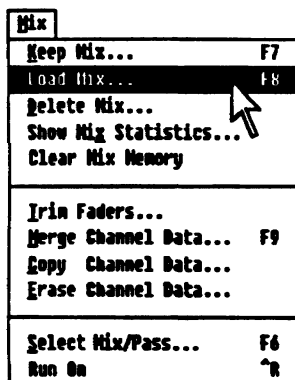 Mix
Keep Mix... F7
Load Mix... F8
Delete Mix...
Show Mix Statistics...
Clear Mix Memory
Trim Faders...
Merge Channel Data... F9
Copy Channel Data...
Erase Channel Data...
Select Mix/Pass... F6
Run On ^R